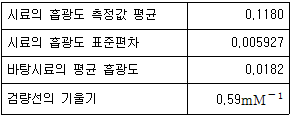 시료의 흡광도 측정값 평균 0.1180
시료의 흡광도 표준편차 0.005927
바탕시료의 평균 흡광도 0.0182
검량선의 기울기 0.59mM⁻¹